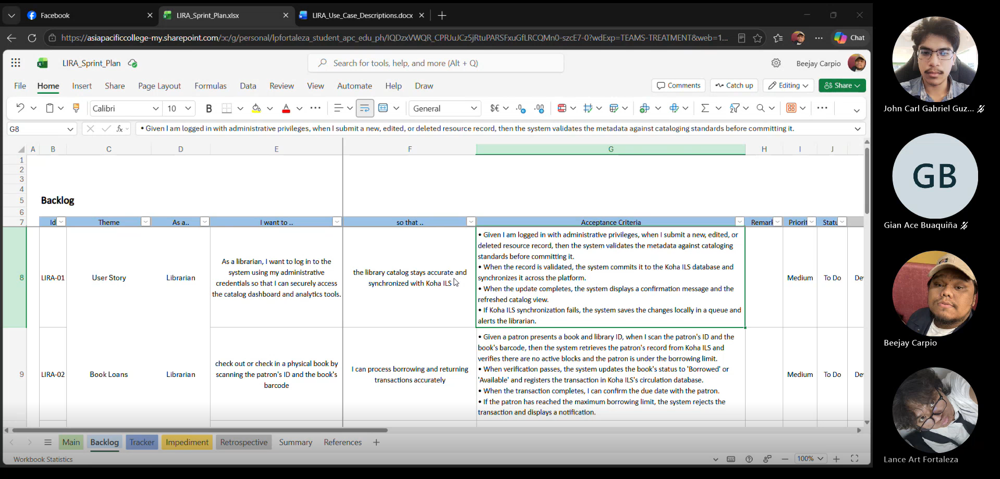 Facebook
LIRA_Sprint_Plan.xlsx
LIRA_Use_Case_Descriptions.docx
https://asiapacificcollege-my.sharepoint.com/:x:/g/personal/lpfortaleza_student_apc_edu_ph/IQDzxVWQR_CPRJuJCz5jRtuPARSFxuGfLRCQMn0-szcE7-0?wdExp=TEAMS-TREATMENT&web=1...
Chat
LIRA_Sprint_Plan
Search for tools, help, and more (Alt + Q)
Beejay Carpio
File Home Insert Share Page Layout Formulas Data Review View Automate Help Draw
Comments Catch up Editing Share
Calibri 10 B General $€
G8
fx
• Given I am logged in with administrative privileges, when I submit a new, edited, or deleted resource record, then the system validates the metadata against cataloging standards before committing it.
A B C D E F G H I J
1
2
3
4
5 Backlog
6
7 Id Theme As a.. I want to .. so that .. Acceptance Criteria Remark Priorit Statu
8
LIRA-01
User Story
Librarian
As a librarian, I want to log in to the
system using my administrative
credentials so that I can securely access
the catalog dashboard and analytics tools.
the library catalog stays accurate and
synchronized with Koha ILS
• Given I am logged in with administrative privileges, when I submit a new, edited, or
deleted resource record, then the system validates the metadata against cataloging
standards before committing it.
• When the record is validated, the system commits it to the Koha ILS database and
synchronizes it across the platform.
• When the update completes, the system displays a confirmation message and the
refreshed catalog view.
• If Koha ILS synchronization fails, the system saves the changes locally in a queue and
alerts the librarian.
Medium
To Do
De
9
LIRA-02
Book Loans
Librarian
check out or check in a physical book by
scanning the patron's ID and the book's
barcode
I can process borrowing and returning
transactions accurately
• Given a patron presents a book and library ID, when I scan the patron's ID and the
book's barcode, then the system retrieves the patron's record from Koha ILS and
verifies there are no active blocks and the patron is under the borrowing limit.
• When verification passes, the system updates the book's status to 'Borrowed' or
'Available' and registers the transaction in Koha ILS's circulation database.
• When the transaction completes, I can confirm the due date with the patron.
• If the patron has reached the maximum borrowing limit, the system rejects the
transaction and displays a notification.
Medium
To Do
De
Main Backlog Tracker Impediment Retrospective Summary References
Workbook Statistics
100%
John Carl Gabriel Guz...
GB
Gian Ace Buaquiña
Beejay Carpio
Lance Art Fortaleza